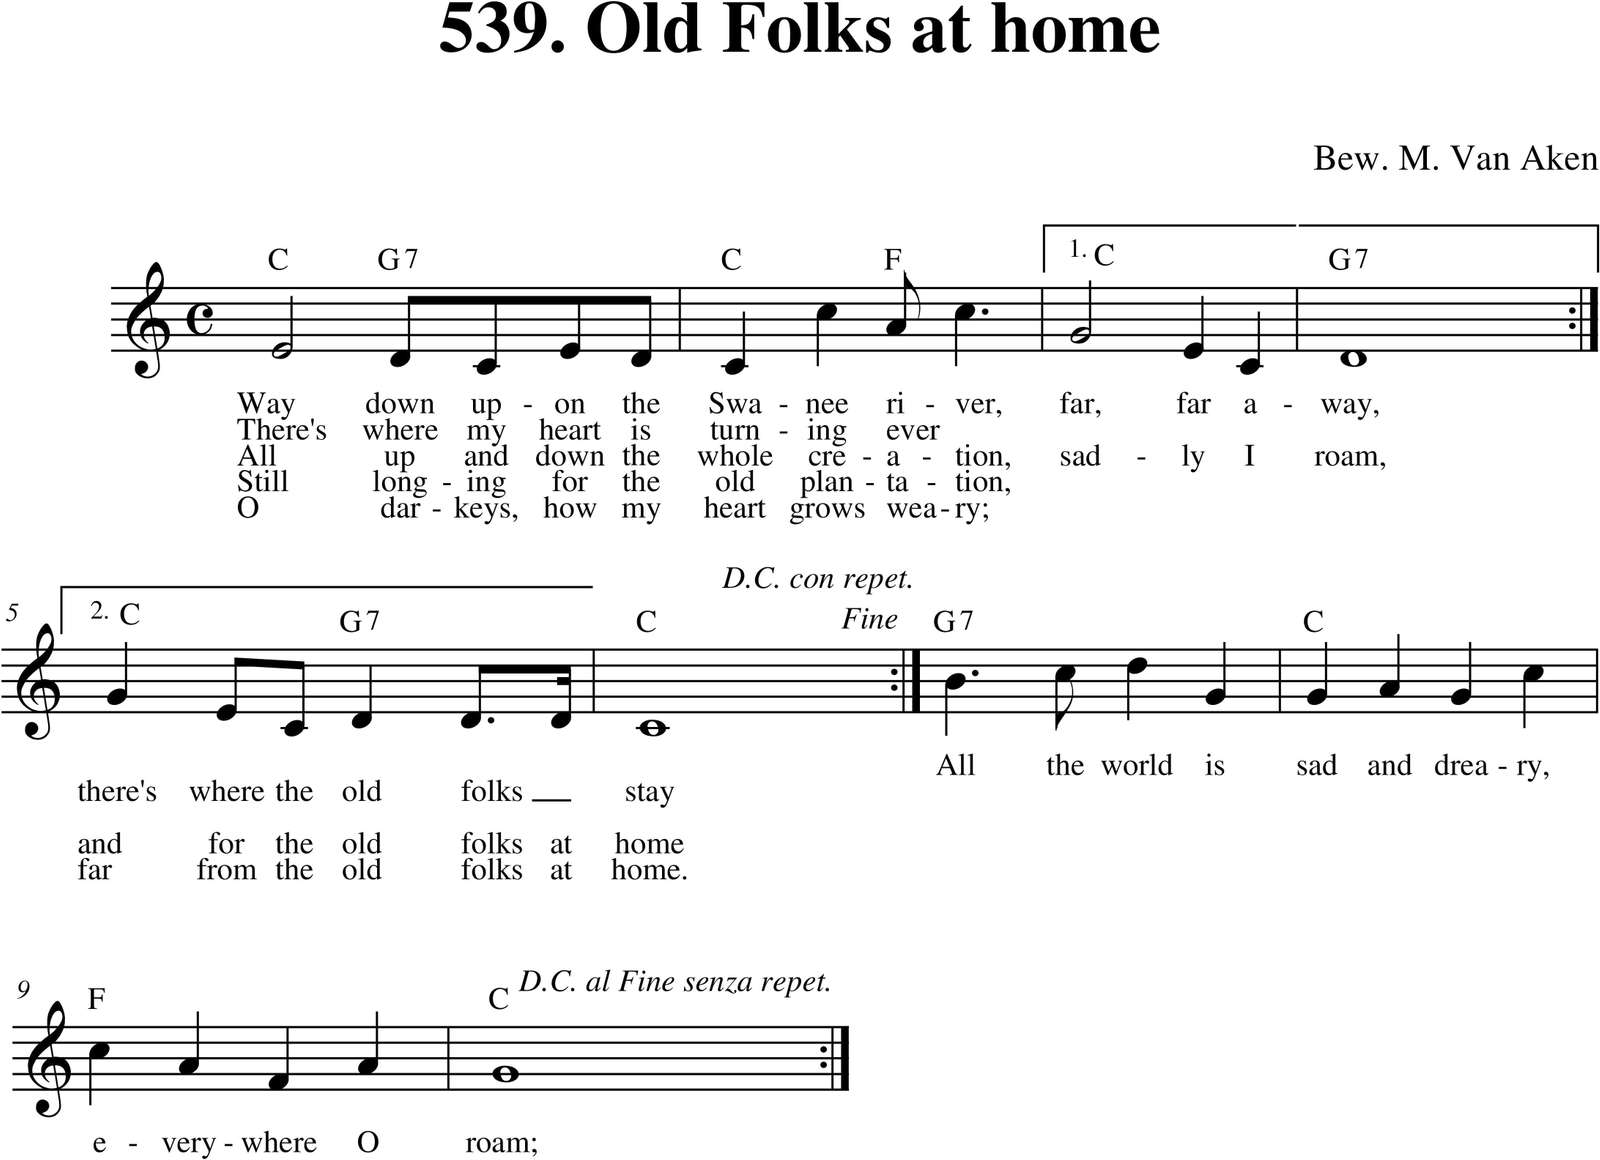 539. Old Folks at home
Bew. M. Van Aken
C G7 C F 1. C G7
Way down up - on the Swa - nee ri - ver, far, far a - way,
There's where my heart is turn - ing ever
All up and down the whole cre - a - tion, sad - ly I roam,
Still long - ing for the old plan - ta - tion,
O dar - keys, how my heart grows wea - ry;
D.C. con repet.
Fine
5 2. C G7 C G7 C
All the world is sad and drea - ry,
there's where the old folks __ stay
and for the old folks at home
far from the old folks at home.
D.C. al Fine senza repet.
9 F C
e - very - where O roam;